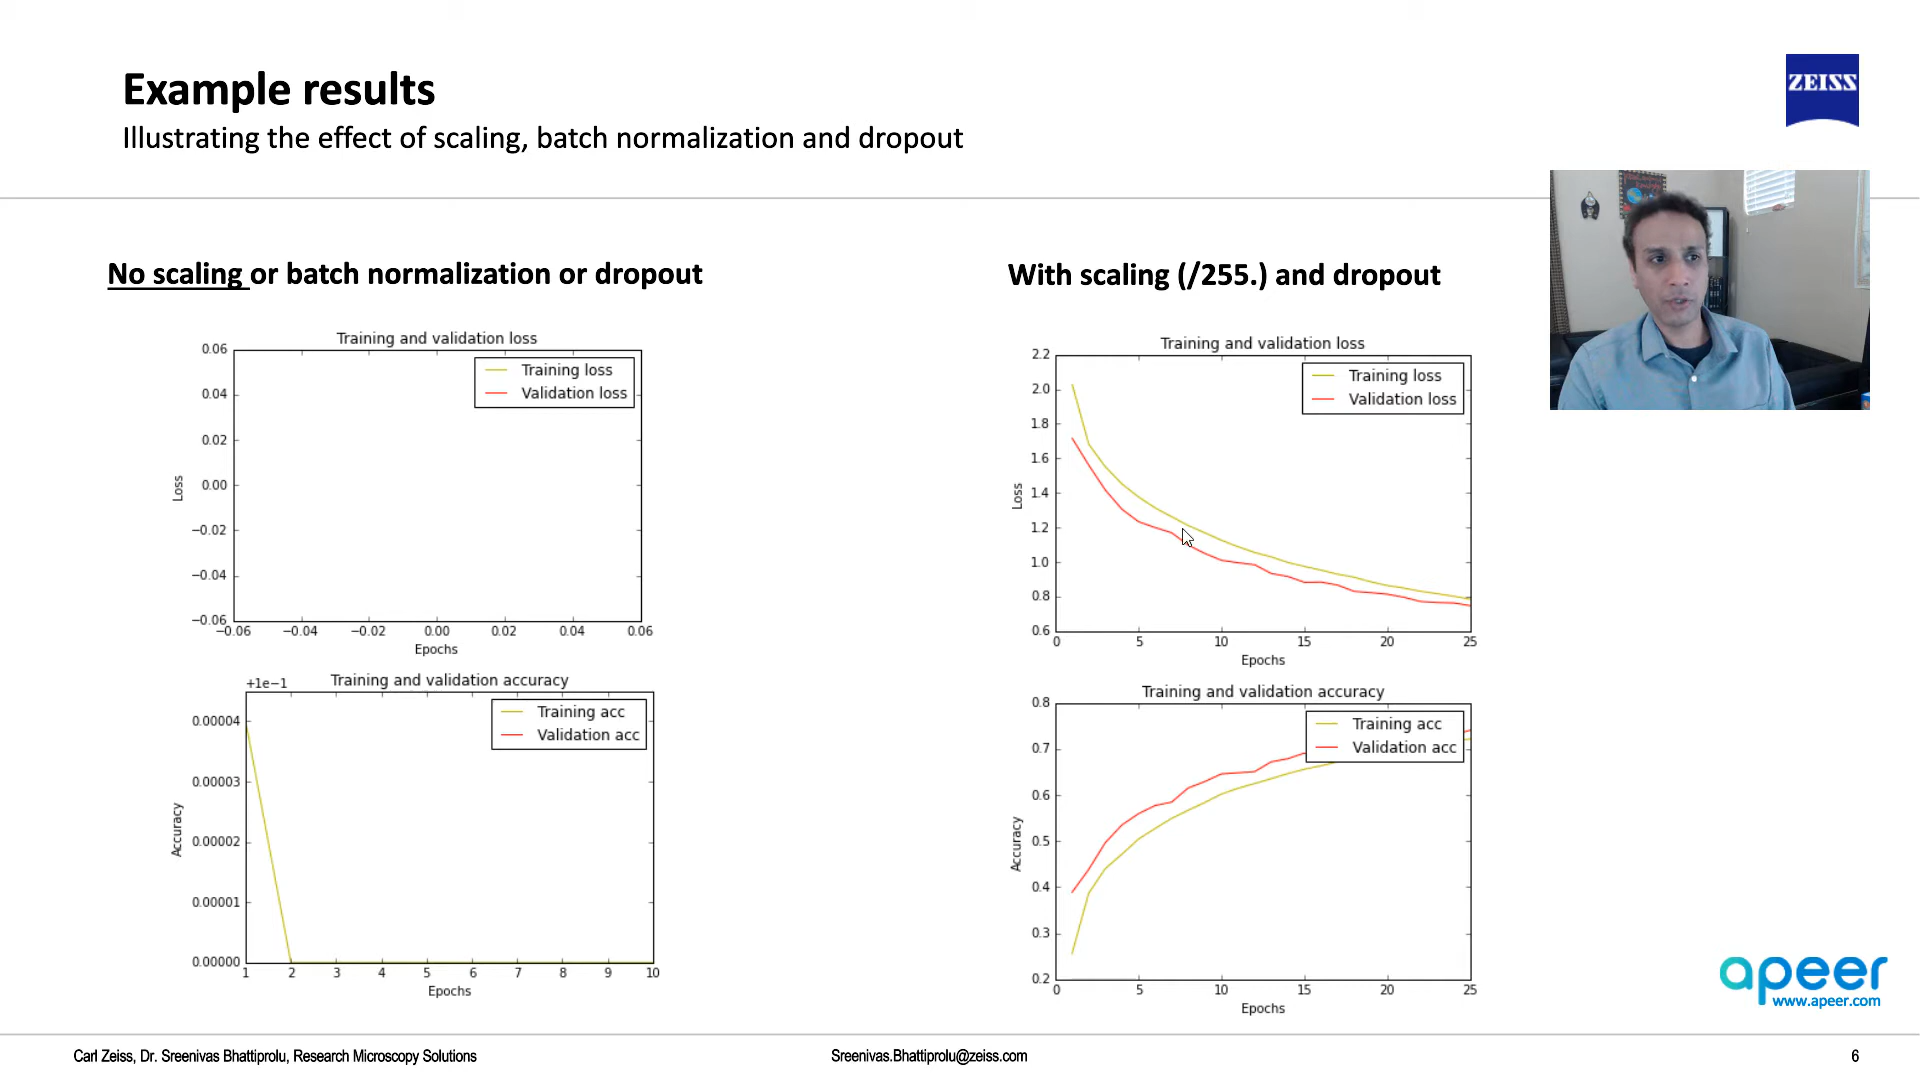 Example results
Illustrating the effect of scaling, batch normalization and dropout
ZEISS
No scaling or batch normalization or dropout
Training and validation loss
Training loss
Validation loss
0.06
0.04
0.02
0.00
−0.02
−0.04
−0.06
Loss
−0.06 −0.04 −0.02 0.00 0.02 0.04 0.06
Epochs
Training and validation accuracy
+1e−1
Training acc
Validation acc
0.00004
0.00003
0.00002
0.00001
0.00000
Accuracy
1 2 3 4 5 6 7 8 9 10
Epochs
With scaling (/255.) and dropout
Training and validation loss
Training loss
Validation loss
2.2
2.0
1.8
1.6
1.4
1.2
1.0
0.8
0.6
Loss
0 5 10 15 20 25
Epochs
Training and validation accuracy
Training acc
Validation acc
0.8
0.7
0.6
0.5
0.4
0.3
0.2
Accuracy
0 5 10 15 20 25
Epochs
apeer
www.apeer.com
Carl Zeiss, Dr. Sreenivas Bhattiprolu, Research Microscopy Solutions
Sreenivas.Bhattiprolu@zeiss.com
6